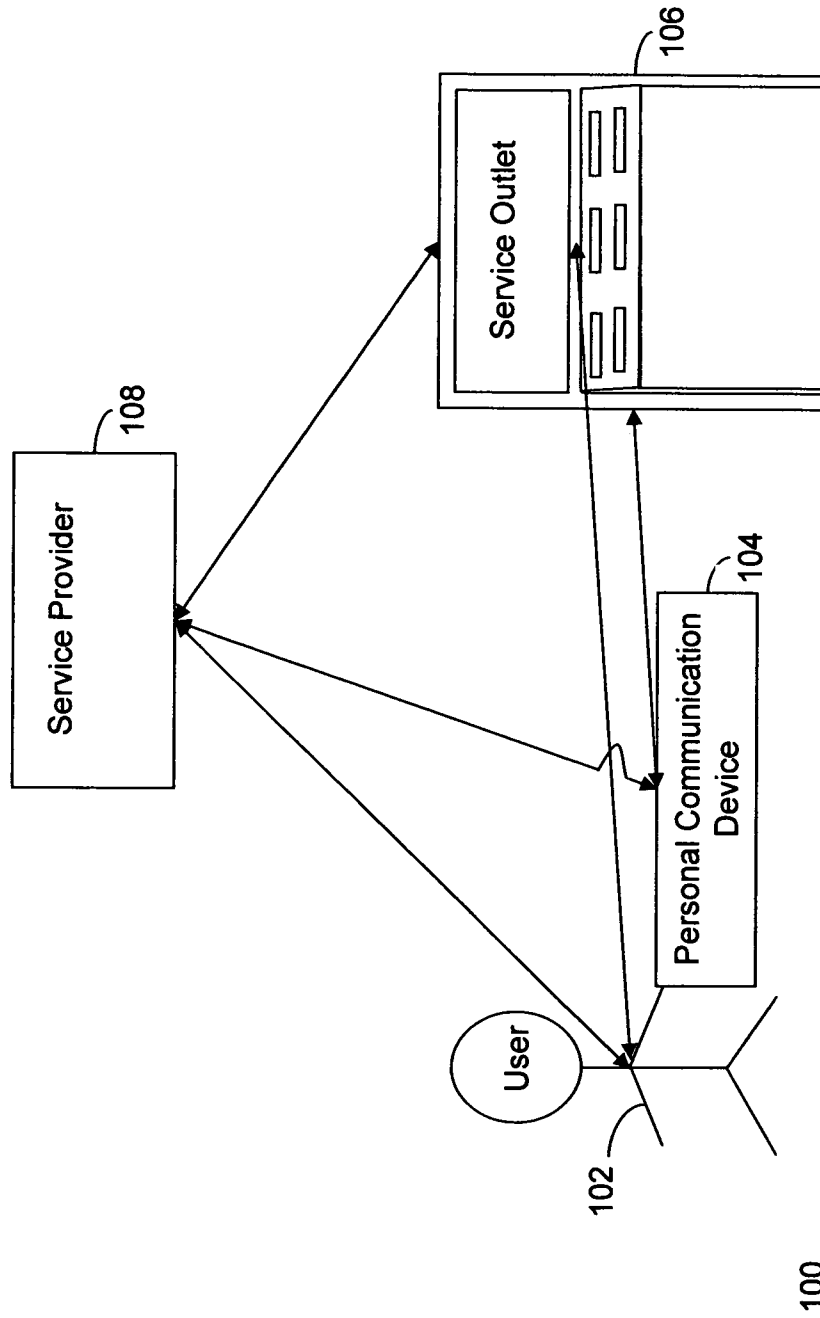 Service Provider
108
Service Outlet
106
User
102
Personal Communication
Device
104
100